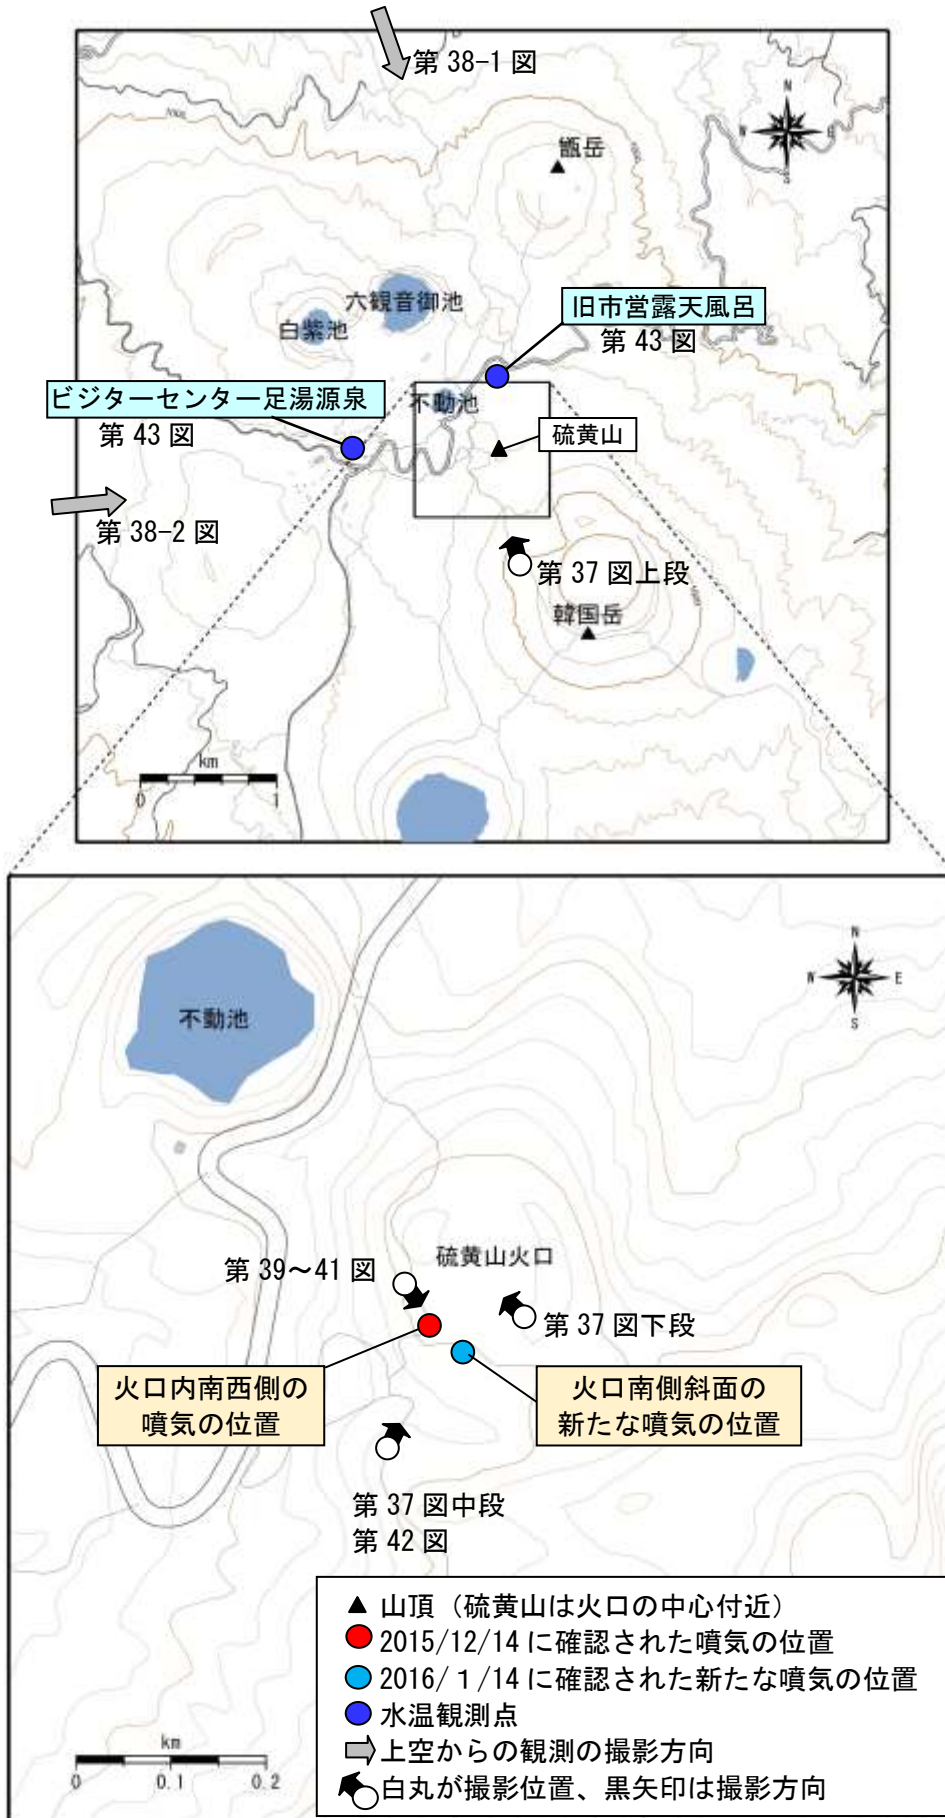 第 38-1 図
N
W
E
S
甑岳
六観音御池
白紫池
旧市営露天風呂
第 43 図
ビジターセンター足湯源泉
第 43 図
不動池
硫黄山
第 38-2 図
第 37 図上段
韓国岳
km
0
1
N
W
E
S
不動池
硫黄山火口
第 39～41 図
第 37 図下段
火口内南西側の
噴気の位置
火口南側斜面の
新たな噴気の位置
第 37 図中段
第 42 図
▲ 山頂（硫黄山は火口の中心付近）
2015/12/14 に確認された噴気の位置
2016/１/14 に確認された新たな噴気の位置
水温観測点
上空からの観測の撮影方向
白丸が撮影位置、黒矢印は撮影方向
km
0
0.1
0.2